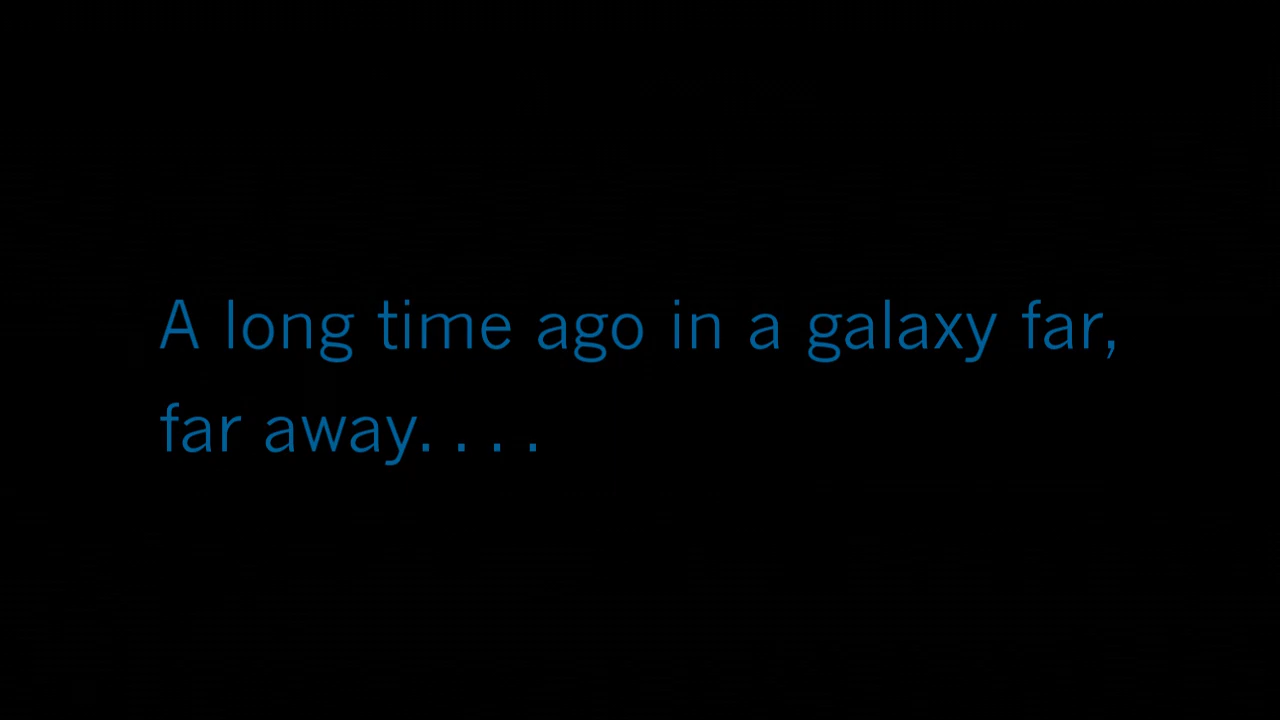 A long time ago in a galaxy far,
far away. . . .